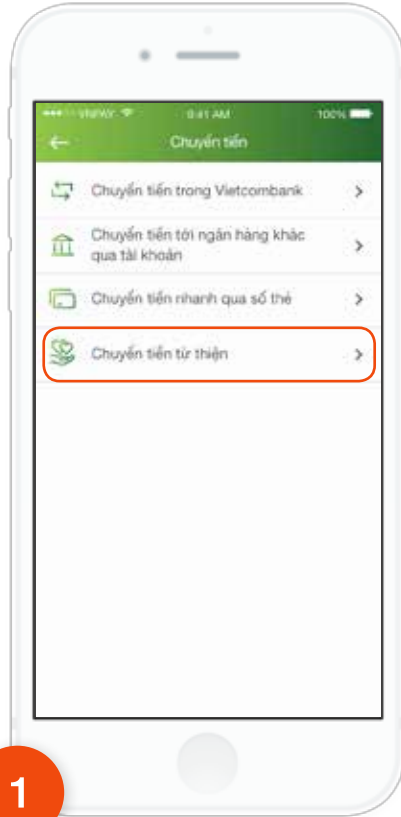 VNPAY 9:41 AM 100%
Chuyển tiền
Chuyển tiền trong Vietcombank
Chuyển tiền tới ngân hàng khác
qua tài khoản
Chuyển tiền nhanh qua số thẻ
Chuyển tiền từ thiện
1